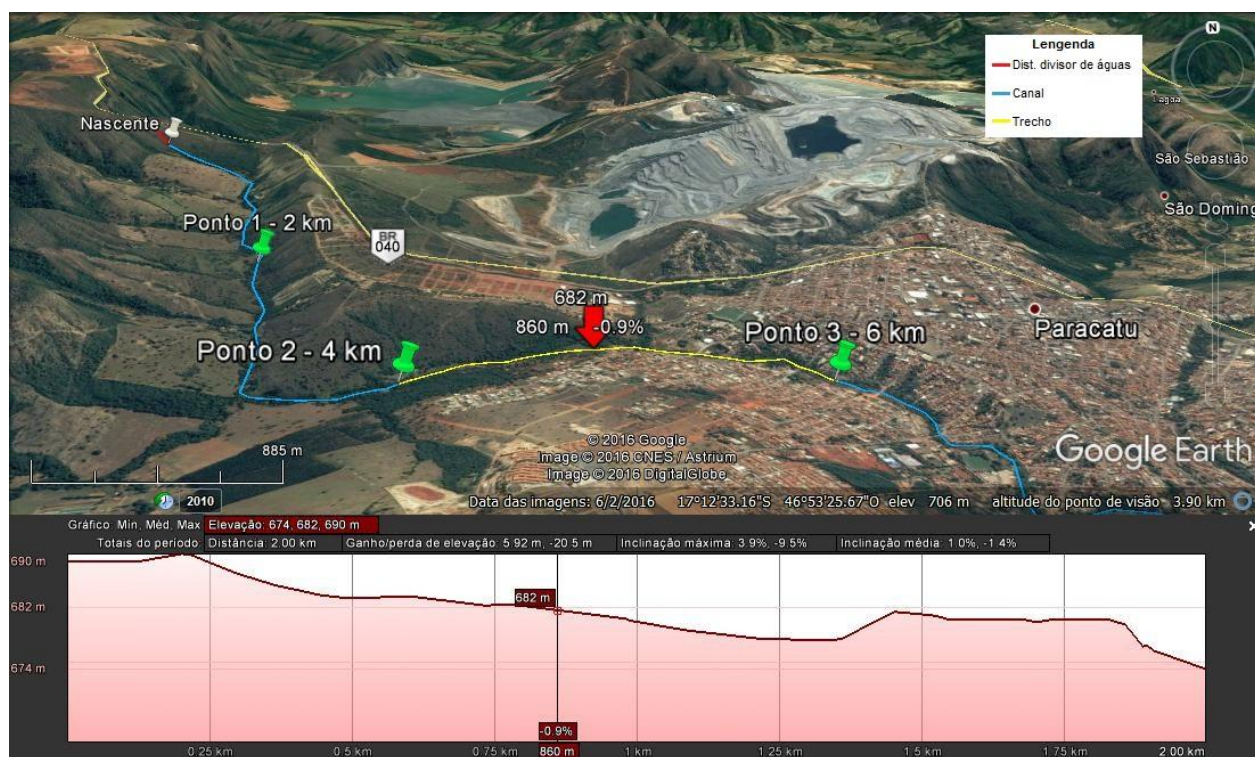 N
Lengenda
Dist. divisor de águas
Canal
Trecho
Lagoa
Nascente
São Sebastião
São Doming
Ponto 1 - 2 km
BR
040
682 m
860 m -0.9%
Paracatu
Ponto 2 - 4 km
Ponto 3 - 6 km
© 2016 Google
Image © 2016 CNES / Astrium
Image © 2016 DigitalGlobe
Google Earth
885 m
2010
Data das imagens: 6/2/2016 17°12'33.16"S 46°53'25.67"O elev 706 m altitude do ponto de visão 3.90 km
Gráfico Min, Méd, Max Elevação: 674, 682, 690 m
Totais do período: Distância: 2.00 km Ganho/perda de elevação: 5.92 m, -20.5 m Inclinação máxima: 3.9%, -9.5% Inclinação média: 1.0%, -1.4%
690 m
682 m
682 m
674 m
-0.9%
0.25 km 0.5 km 0.75 km 860 m 1 km 1.25 km 1.5 km 1.75 km 2.00 km